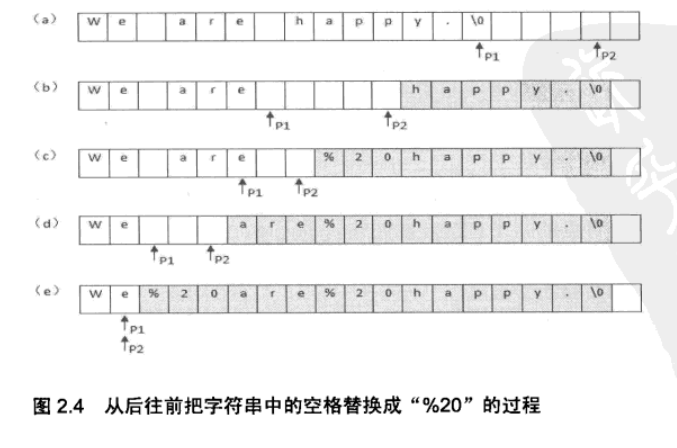 (a) W e a r e h a p p y . \0
P1 P2
(b) W e a r e h a p p y . \0
P1 P2
(c) W e a r e % 2 0 h a p p y . \0
P1 P2
(d) W e a r e % 2 0 h a p p y . \0
P1 P2
(e) W e % 2 0 a r e % 2 0 h a p p y . \0
P1
P2
图 2.4 从后往前把字符串中的空格替换成“%20”的过程